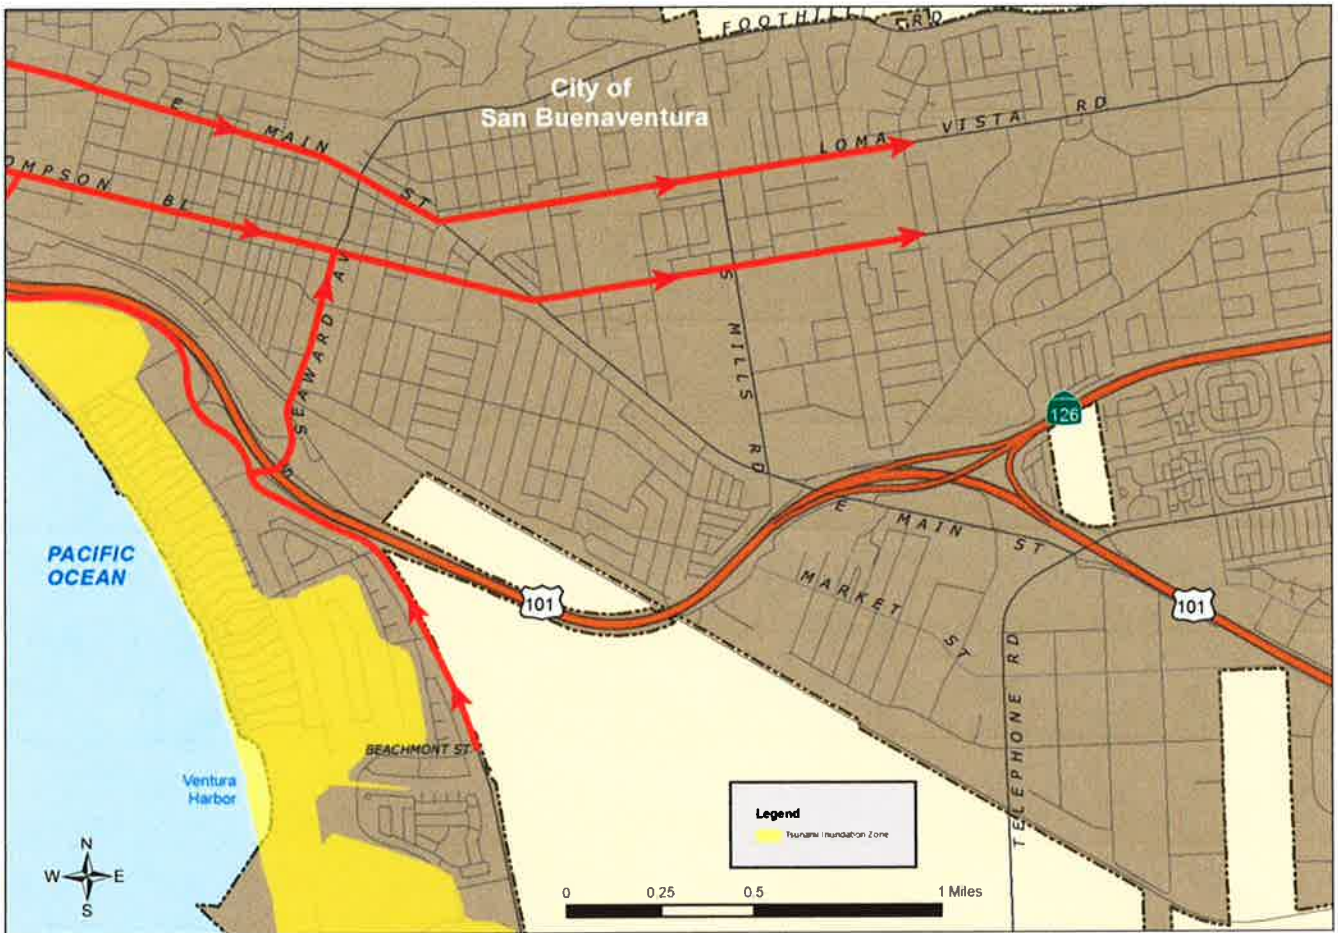 FOOTHILL RD
City of
San Buenaventura
E MAIN ST
LOMA VISTA RD
OMPSON BL
SEAWARD AV
S MILLS RD
126
E MAIN ST
PACIFIC
OCEAN
101
101
MARKET ST
TELEPHONE RD
BEACHMONT ST
Ventura
Harbor
Legend
Tsunami Inundation Zone
N
W E
S
0 0.25 0.5 1 Miles